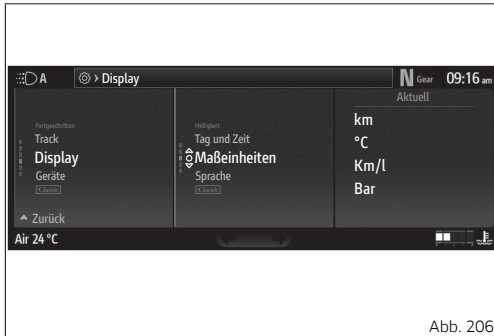 A
› Display
N Gear
09:16 am
Fortgeschritten
Track
Display
Geräte
Zurück
Zurück
Helligkeit
Tag und Zeit
Maßeinheiten
Sprache
Zurück
Aktuell
km
°C
Km/l
Bar
Air 24 °C
Abb. 206